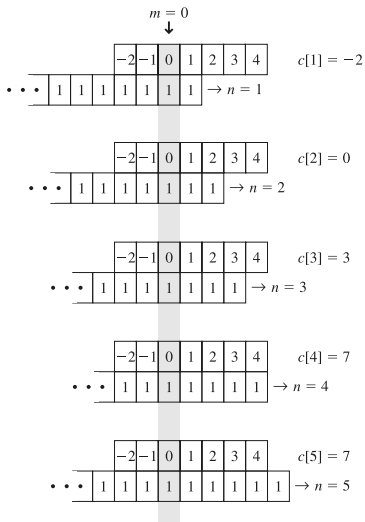 m = 0
-2 -1 0 1 2 3 4 c[1] = −2
• • • 1 1 1 1 1 1 1 → n = 1
-2 -1 0 1 2 3 4 c[2] = 0
• • • 1 1 1 1 1 1 1 → n = 2
-2 -1 0 1 2 3 4 c[3] = 3
• • • 1 1 1 1 1 1 1 → n = 3
-2 -1 0 1 2 3 4 c[4] = 7
• • • 1 1 1 1 1 1 1 → n = 4
-2 -1 0 1 2 3 4 c[5] = 7
• • • 1 1 1 1 1 1 1 1 1 → n = 5